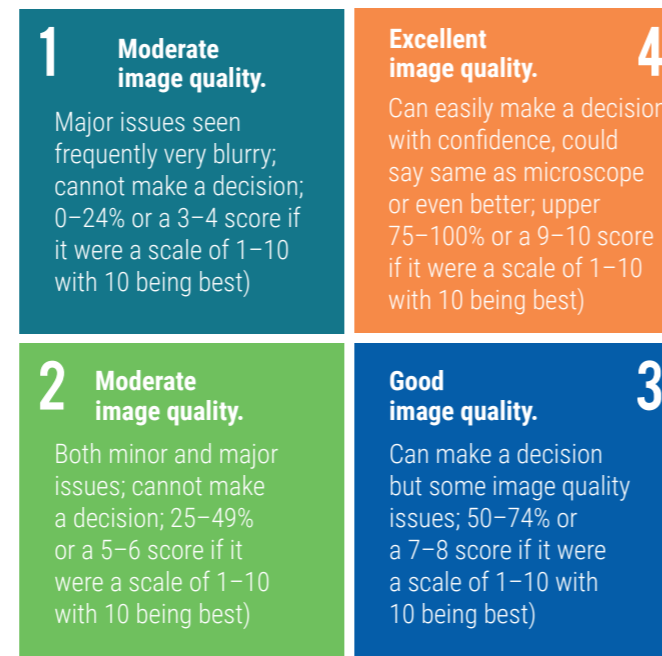 1
Moderate
image quality.
Major issues seen
frequently very blurry;
cannot make a decision;
0–24% or a 3–4 score if
it were a scale of 1–10
with 10 being best)
Excellent
image quality.
4
Can easily make a decision
with confidence, could
say same as microscope
or even better; upper
75–100% or a 9–10 score
if it were a scale of 1–10
with 10 being best)
2
Moderate
image quality.
Both minor and major
issues; cannot make
a decision; 25–49%
or a 5–6 score if it
were a scale of 1–10
with 10 being best)
Good
image quality.
3
Can make a decision
but some image quality
issues; 50–74% or
a 7–8 score if it were
a scale of 1–10 with
10 being best)